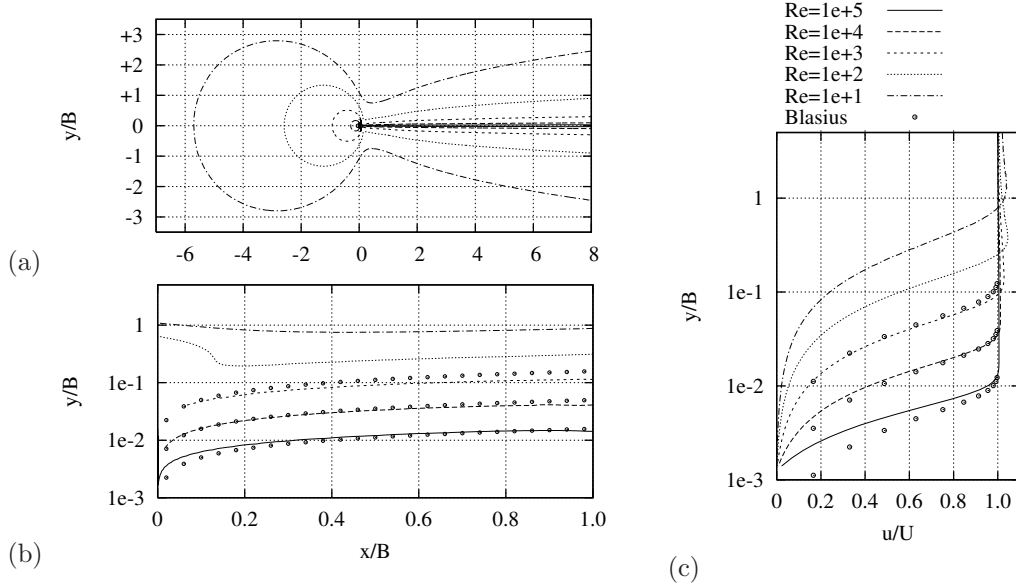 y/B
+3
+2
+1
0
-1
-2
-3
-6
-4
-2
0
2
4
6
8
(a)
y/B
1
1e-1
1e-2
1e-3
0
0.2
0.4
0.6
0.8
1.0
x/B
(b)
Re=1e+5
Re=1e+4
Re=1e+3
Re=1e+2
Re=1e+1
Blasius
y/B
1
1e-1
1e-2
1e-3
0
0.2
0.4
0.6
0.8
1.0
u/U
(c)